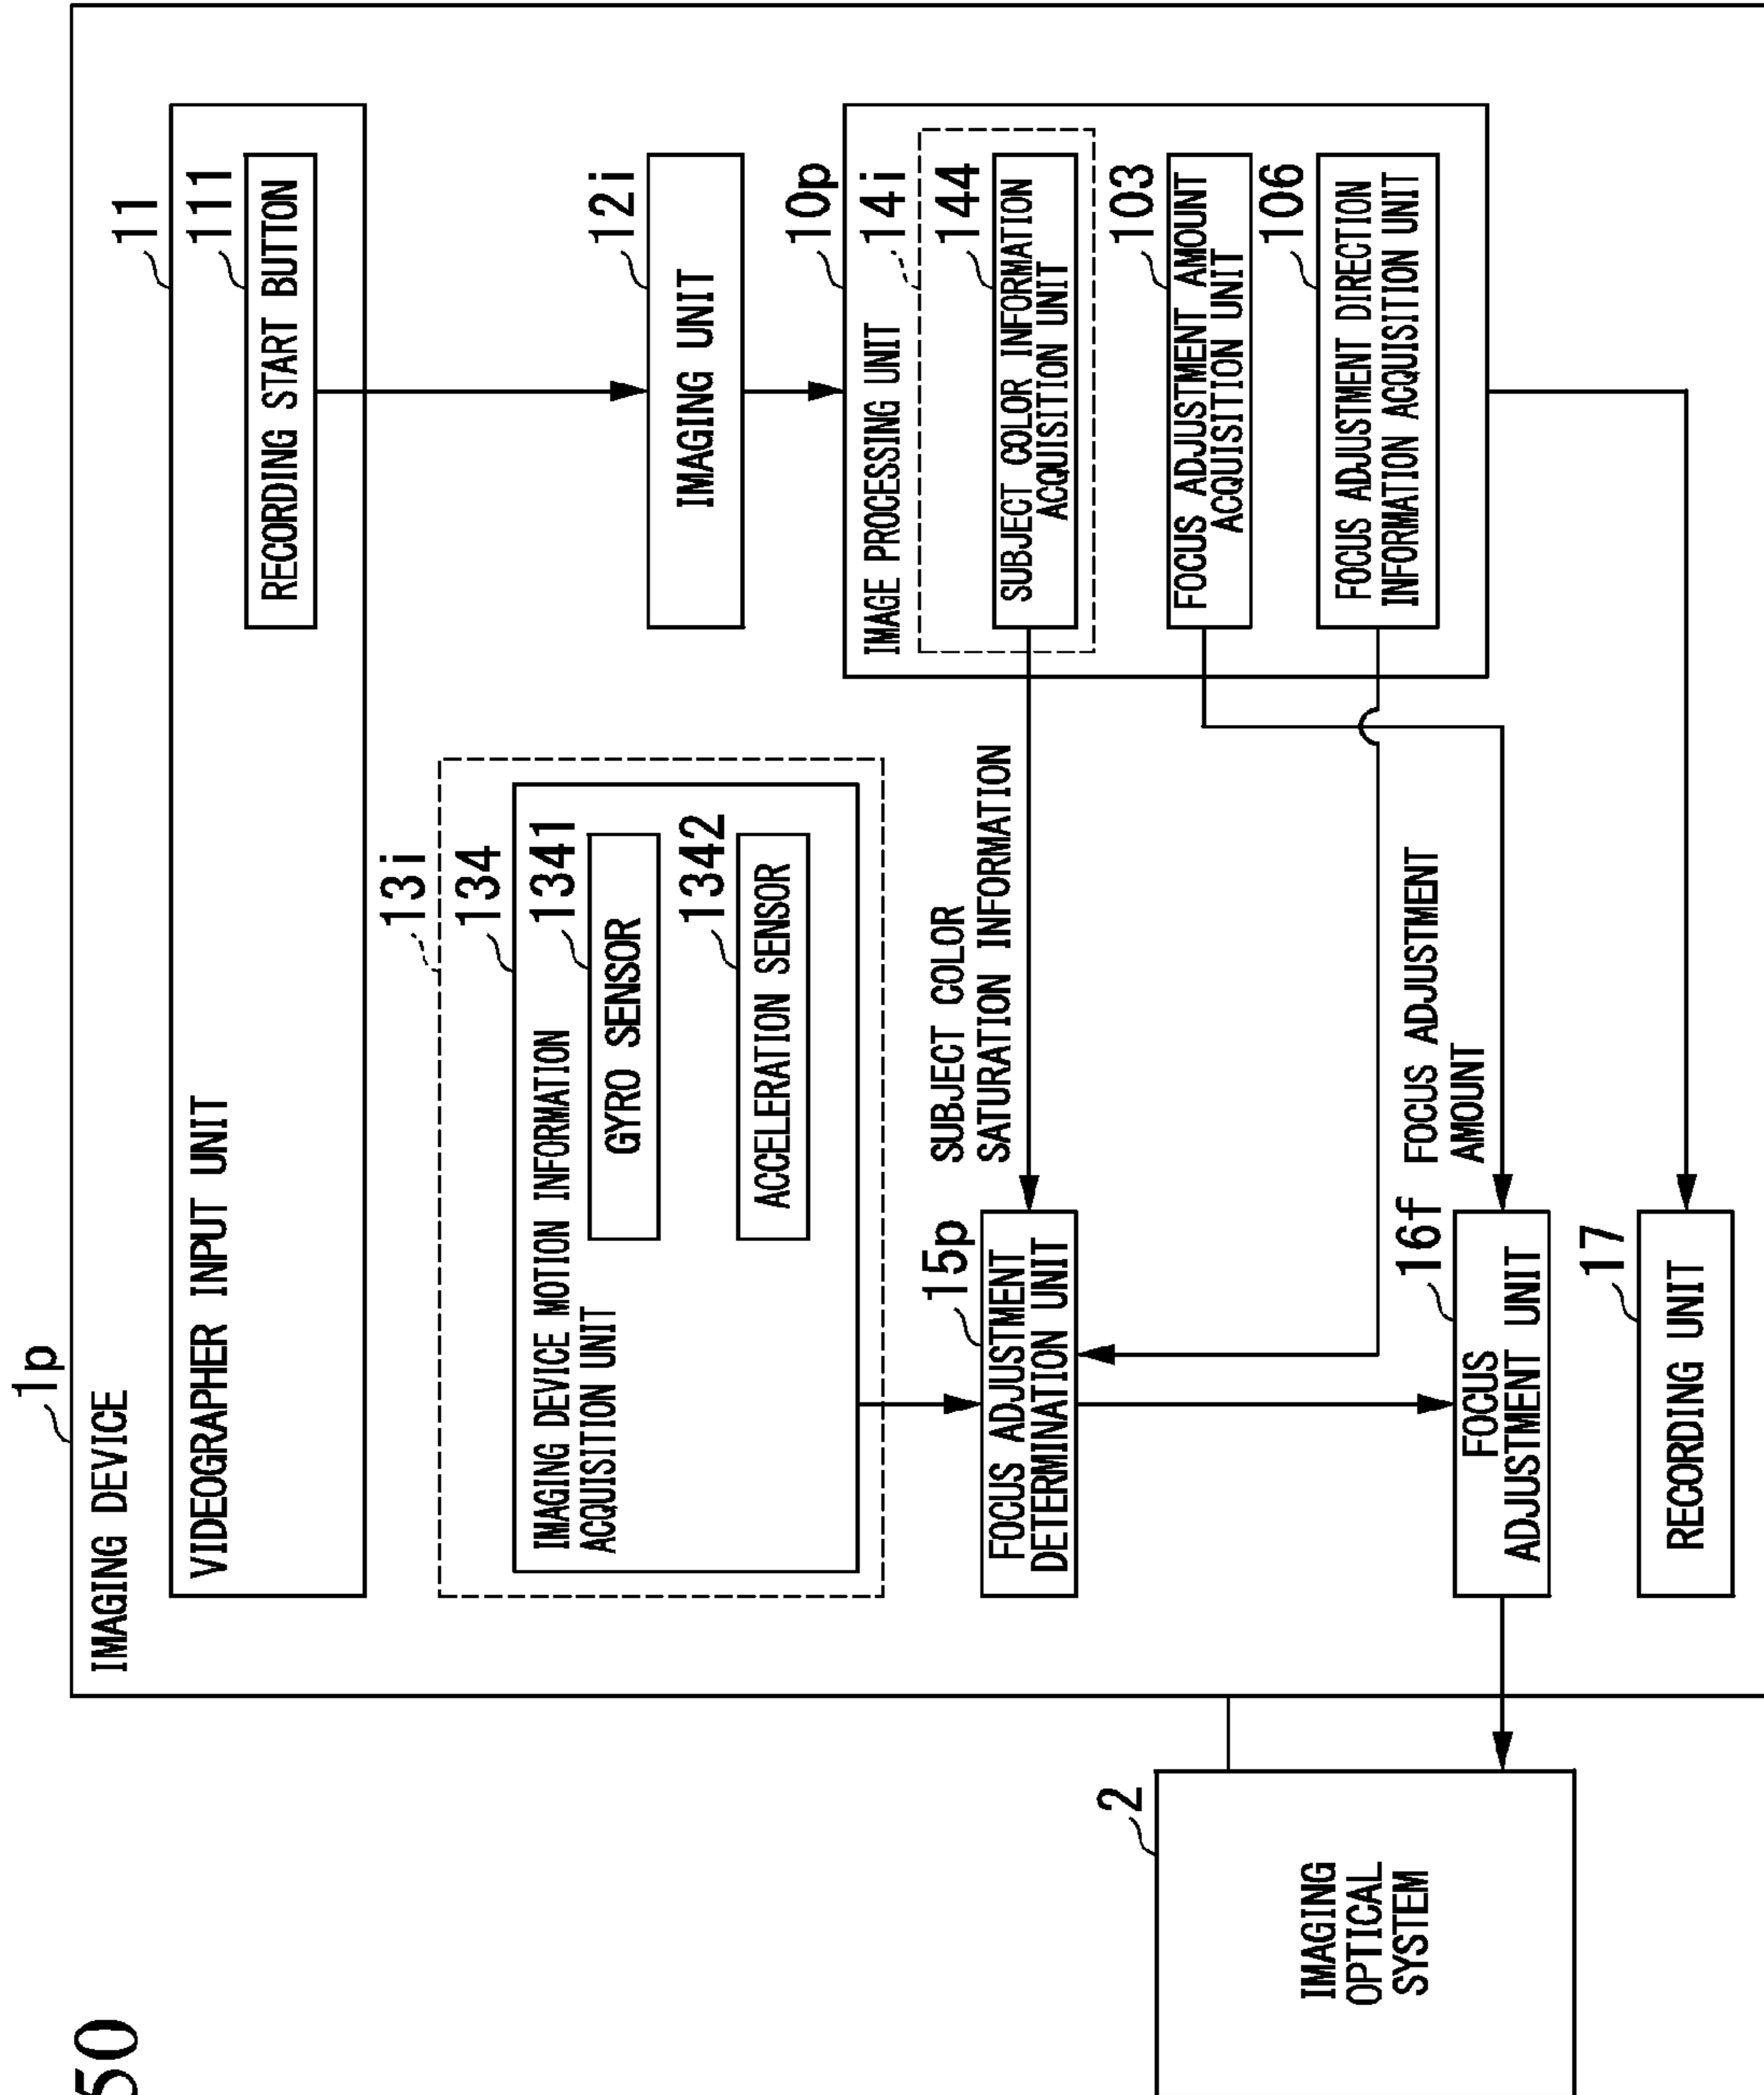 50
1p
IMAGING DEVICE
11
VIDEOGRAPHER INPUT UNIT
111
RECORDING START BUTTON
13i
134
IMAGING DEVICE MOTION INFORMATION
ACQUISITION UNIT
1341
GYRO SENSOR
1342
ACCELERATION SENSOR
12i
IMAGING UNIT
10p
IMAGE PROCESSING UNIT
14i
144
SUBJECT COLOR INFORMATION
ACQUISITION UNIT
103
FOCUS ADJUSTMENT AMOUNT
ACQUISITION UNIT
106
FOCUS ADJUSTMENT DIRECTION
INFORMATION ACQUISITION UNIT
SUBJECT COLOR
SATURATION INFORMATION
15p
FOCUS ADJUSTMENT
DETERMINATION UNIT
FOCUS ADJUSTMENT
AMOUNT
16f
FOCUS
ADJUSTMENT UNIT
17
RECORDING UNIT
2
IMAGING
OPTICAL
SYSTEM